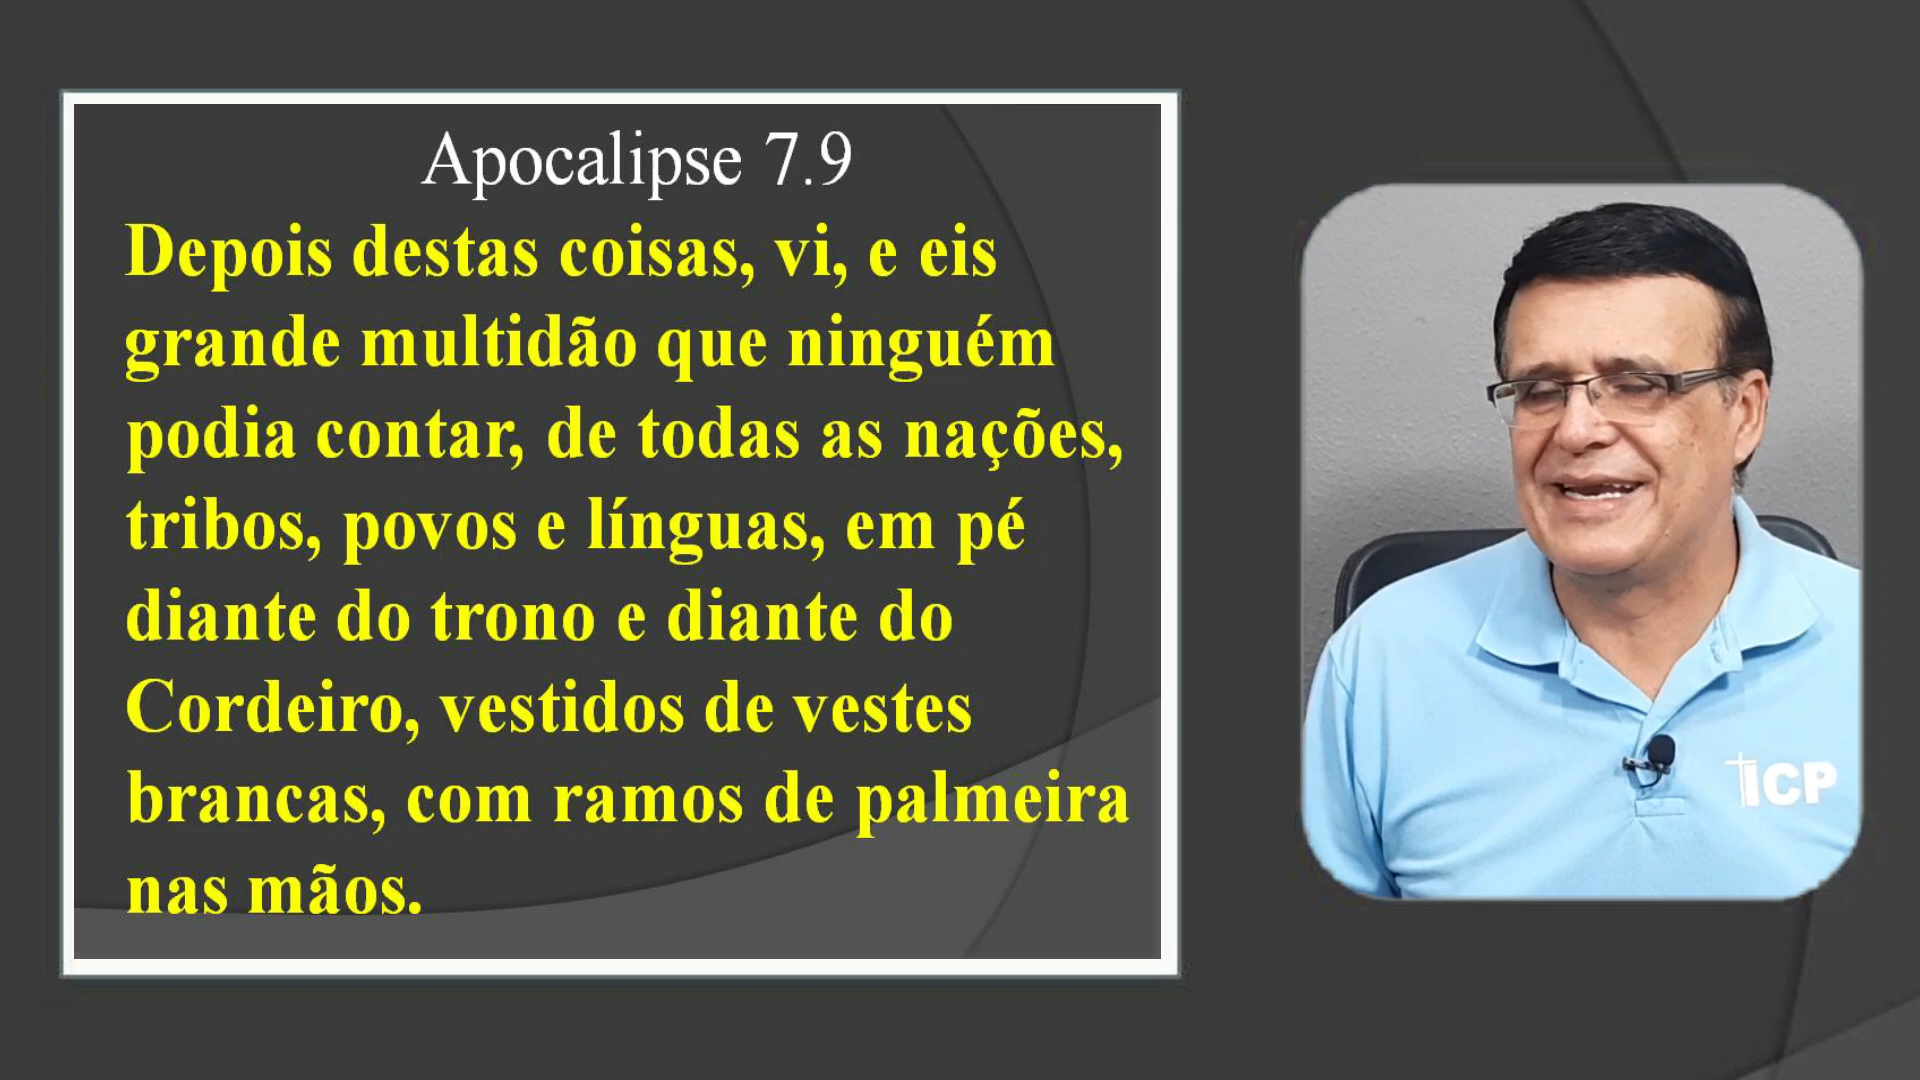 Apocalipse 7.9
Depois destas coisas, vi, e eis
grande multidão que ninguém
podia contar, de todas as nações,
tribos, povos e línguas, em pé
diante do trono e diante do
Cordeiro, vestidos de vestes
brancas, com ramos de palmeira
nas mãos.
ICP